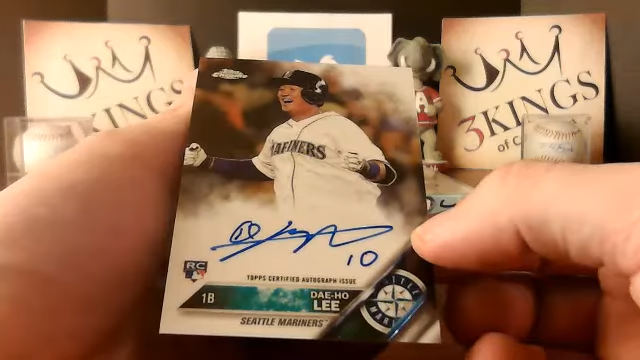 3KINGS
of C
KINGS
MARINERS
10
RC
TOPPS CERTIFIED AUTOGRAPH ISSUE
1B
DAE-HO
LEE
SEATTLE MARINERS